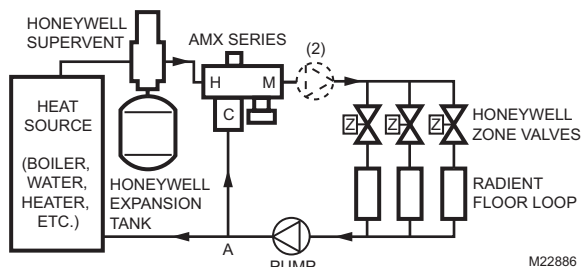 HONEYWELL
SUPERVENT
AMX SERIES
(2)
H
M
C
HEAT
SOURCE
(BOILER,
WATER,
HEATER,
ETC.)
HONEYWELL
EXPANSION
TANK
Z
Z
Z
HONEYWELL
ZONE VALVES
RADIENT
FLOOR LOOP
A
PUMP
M22886